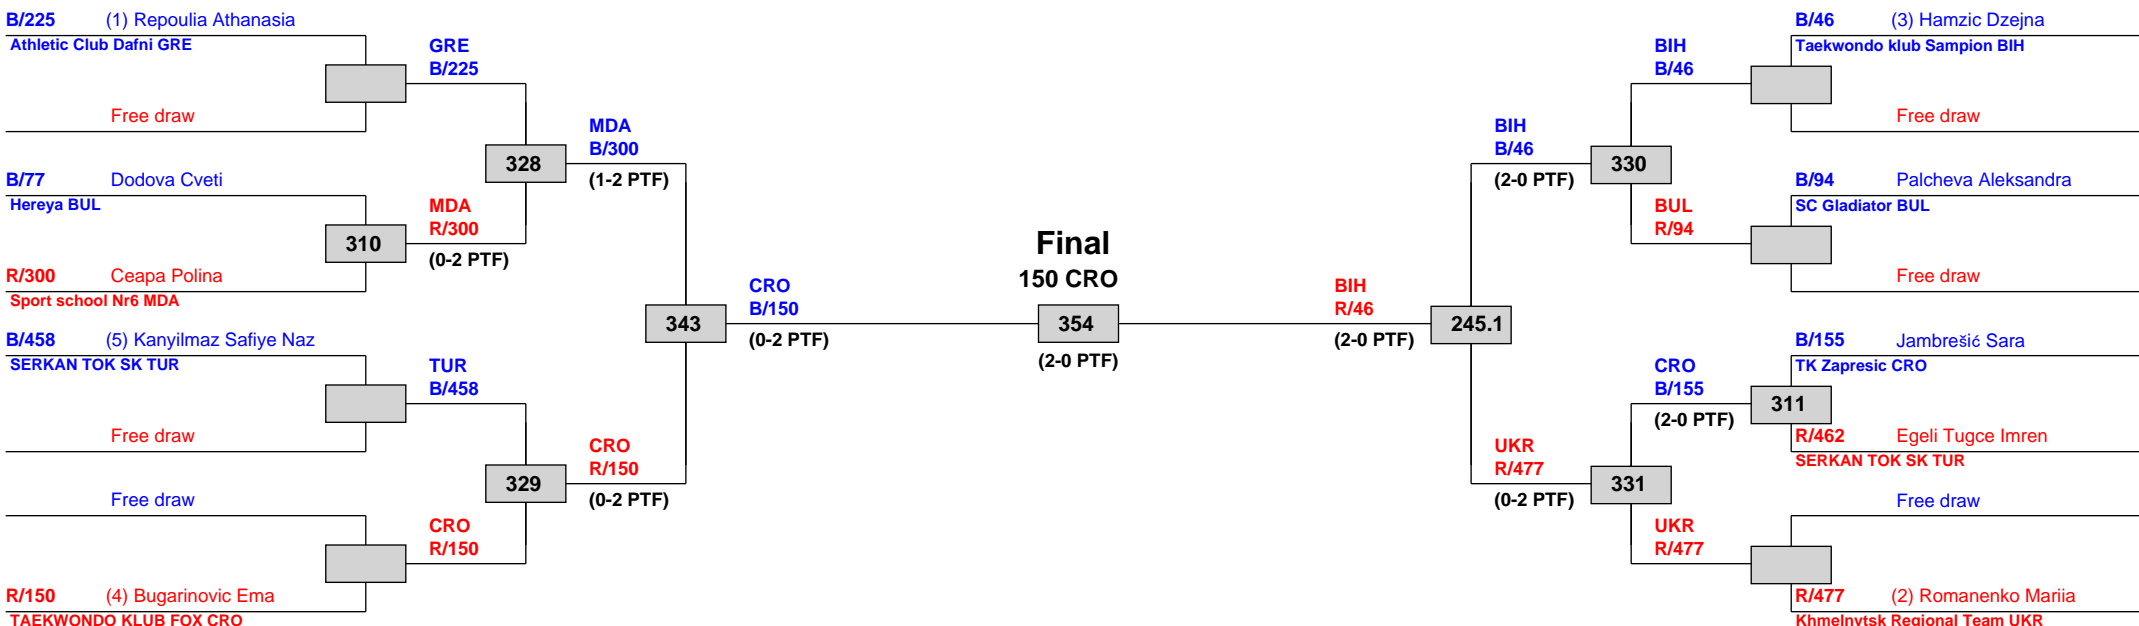 B/225 (1) Repoulia Athanasia
Athletic Club Dafni GRE
Free draw
B/77 Dodova Cveti
Hereya BUL
310
R/300 Ceapa Polina
Sport school Nr6 MDA
B/458 (5) Kanyilmaz Safiye Naz
SERKAN TOK SK TUR
Free draw
Free draw
R/150 (4) Bugarinovic Ema
TAEKWONDO KLUB FOX CRO
GRE
B/225
328
MDA
R/300
(0-2 PTF)
TUR
B/458
329
CRO
R/150
MDA
B/300
(1-2 PTF)
343
CRO
R/150
(0-2 PTF)
CRO
B/150
(0-2 PTF)
Final
150 CRO
354
(2-0 PTF)
BIH
R/46
(2-0 PTF)
245.1
BIH
B/46
(2-0 PTF)
UKR
R/477
(0-2 PTF)
BIH
B/46
330
BUL
R/94
CRO
B/155
(2-0 PTF)
331
UKR
R/477
B/46 (3) Hamzic Dzejna
Taekwondo klub Sampion BIH
Free draw
B/94 Palcheva Aleksandra
SC Gladiator BUL
Free draw
B/155 Jambrešić Sara
TK Zapresic CRO
311
R/462 Egeli Tugce Imren
SERKAN TOK SK TUR
Free draw
R/477 (2) Romanenko Mariia
Khmelnytsk Regional Team UKR